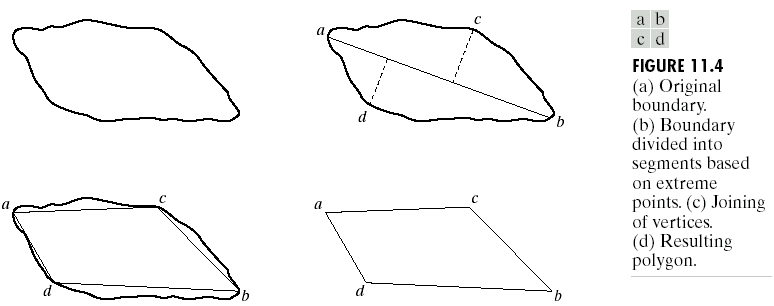 a
c
d
b
a
c
d
b
a
c
d
b
a b
c d
FIGURE 11.4
(a) Original
boundary.
(b) Boundary
divided into
segments based
on extreme
points. (c) Joining
of vertices.
(d) Resulting
polygon.